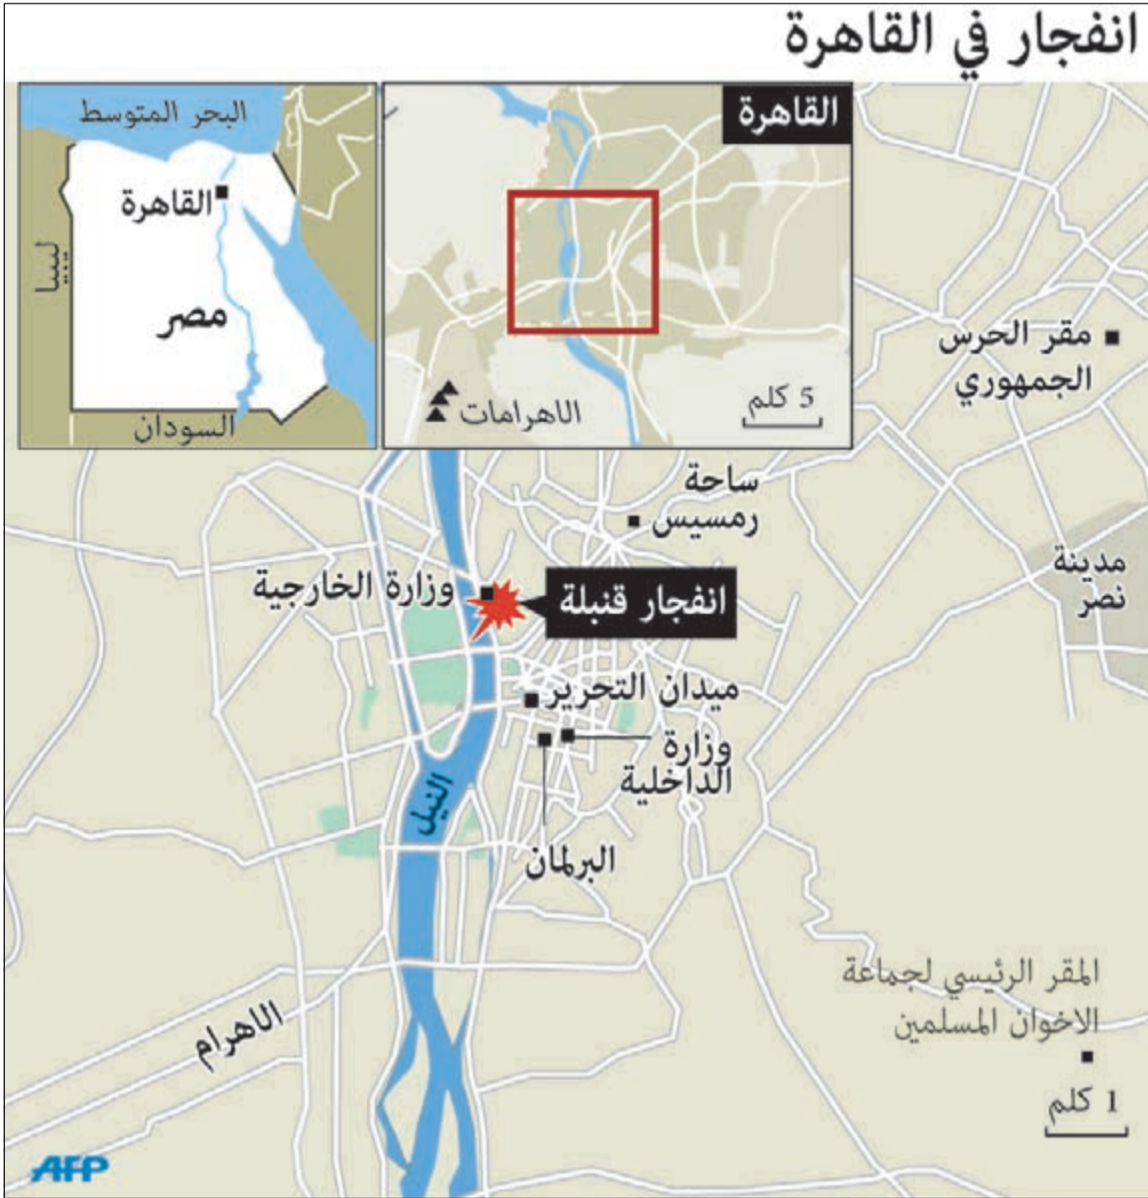 انفجار في القاهرة
القاهرة
البحر المتوسط
القاهرة
ليبيا
مصر
السودان
الاهرامات
5 كلم
مقر الحرس
الجمهوري
ساحة
رمسيس
مدينة
نصر
وزارة الخارجية
انفجار قنبلة
ميدان التحرير
وزارة
الداخلية
النيل
البرلمان
المقر الرئيسي لجماعة
الاخوان المسلمين
الاهرام
1 كلم
AFP